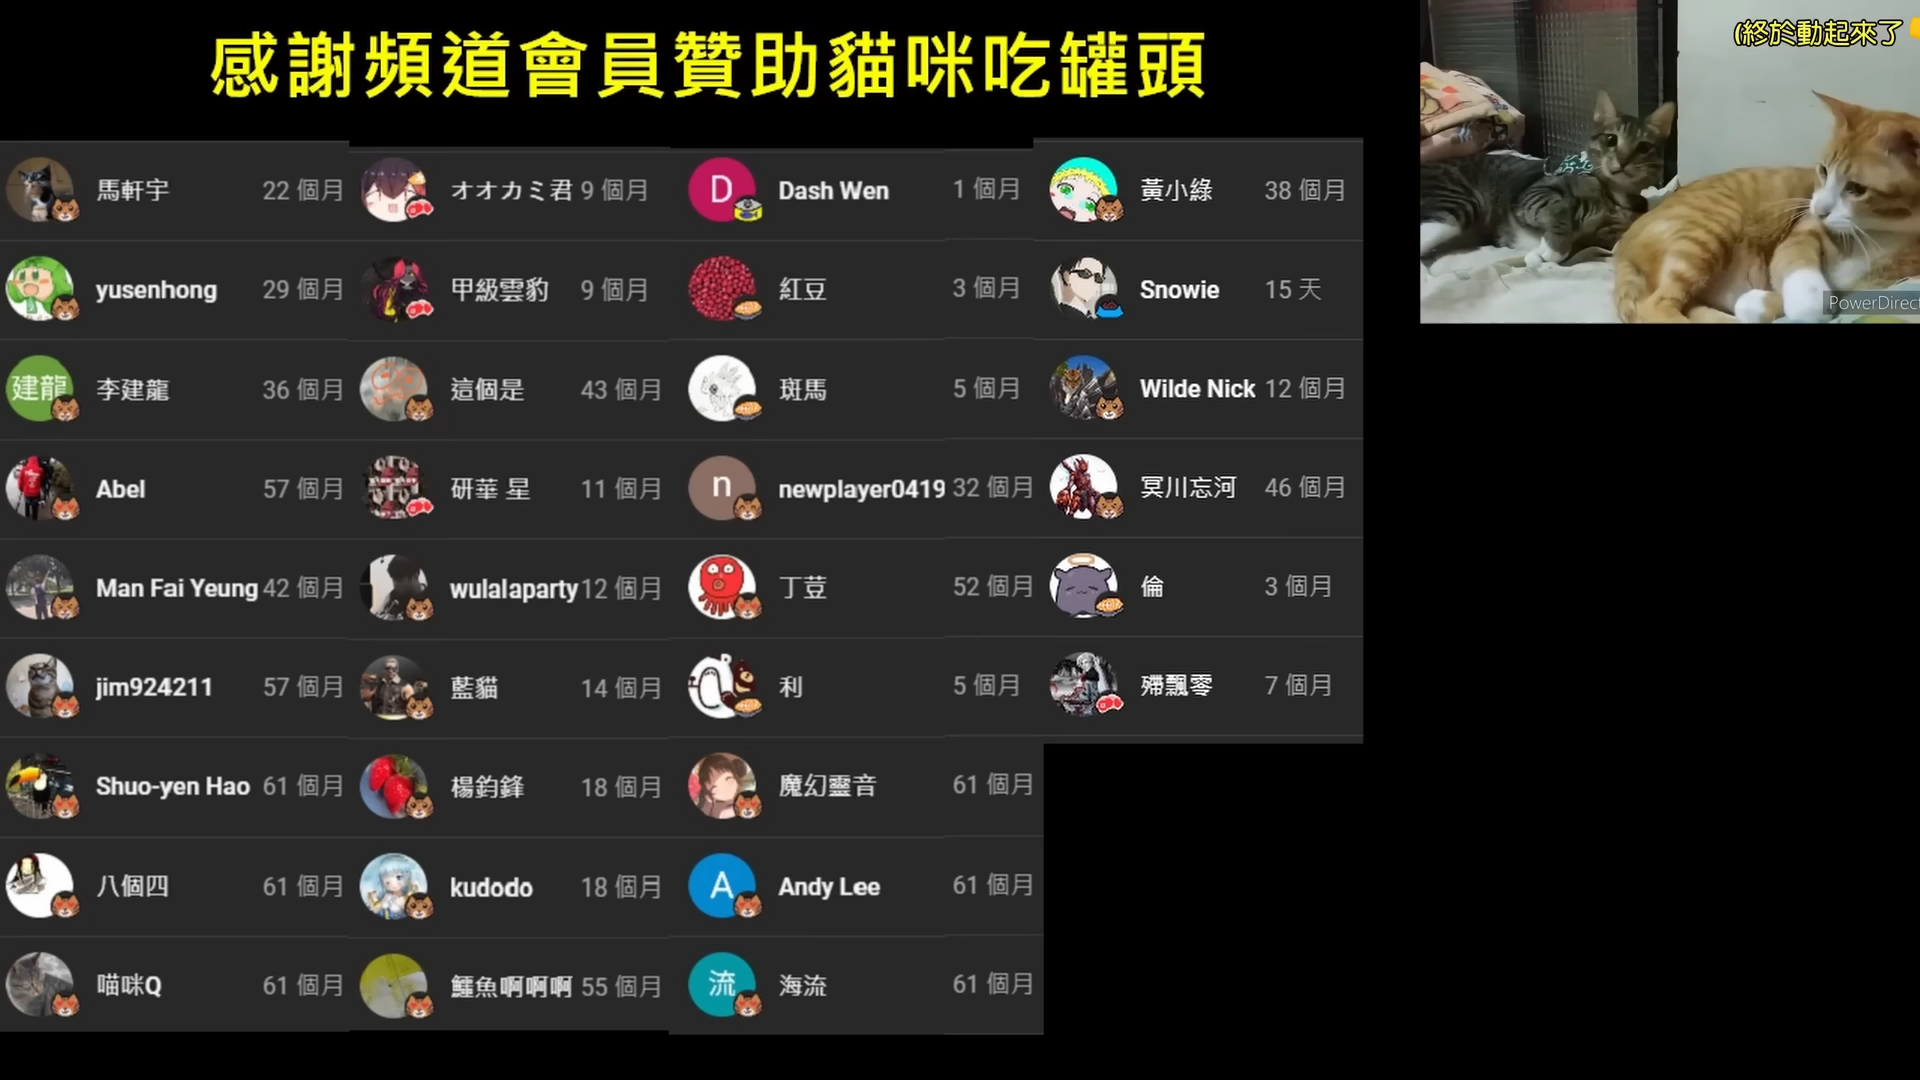 感謝頻道會員贊助貓咪吃罐頭
(終於動起來了
馬軒宇 22 個月
yusenhong 29 個月
建龍 李建龍 36 個月
Abel 57 個月
Man Fai Yeung 42 個月
jim924211 57 個月
Shuo-yen Hao 61 個月
八個四 61 個月
喵咪Q 61 個月
オオカミ君 9 個月
甲級雲豹 9 個月
這個是 43 個月
研華 星 11 個月
wulalaparty 12 個月
藍貓 14 個月
楊鈞鋒 18 個月
kudodo 18 個月
鱷魚啊啊啊 55 個月
D Dash Wen 1 個月
紅豆 3 個月
斑馬 5 個月
n newplayer0419 32 個月
丁荳 52 個月
利 5 個月
魔幻靈音 61 個月
A Andy Lee 61 個月
流 海流 61 個月
黃小綠 38 個月
Snowie 15 天
Wilde Nick 12 個月
冥川忘河 46 個月
倫 3 個月
殢飄零 7 個月
PowerDirect